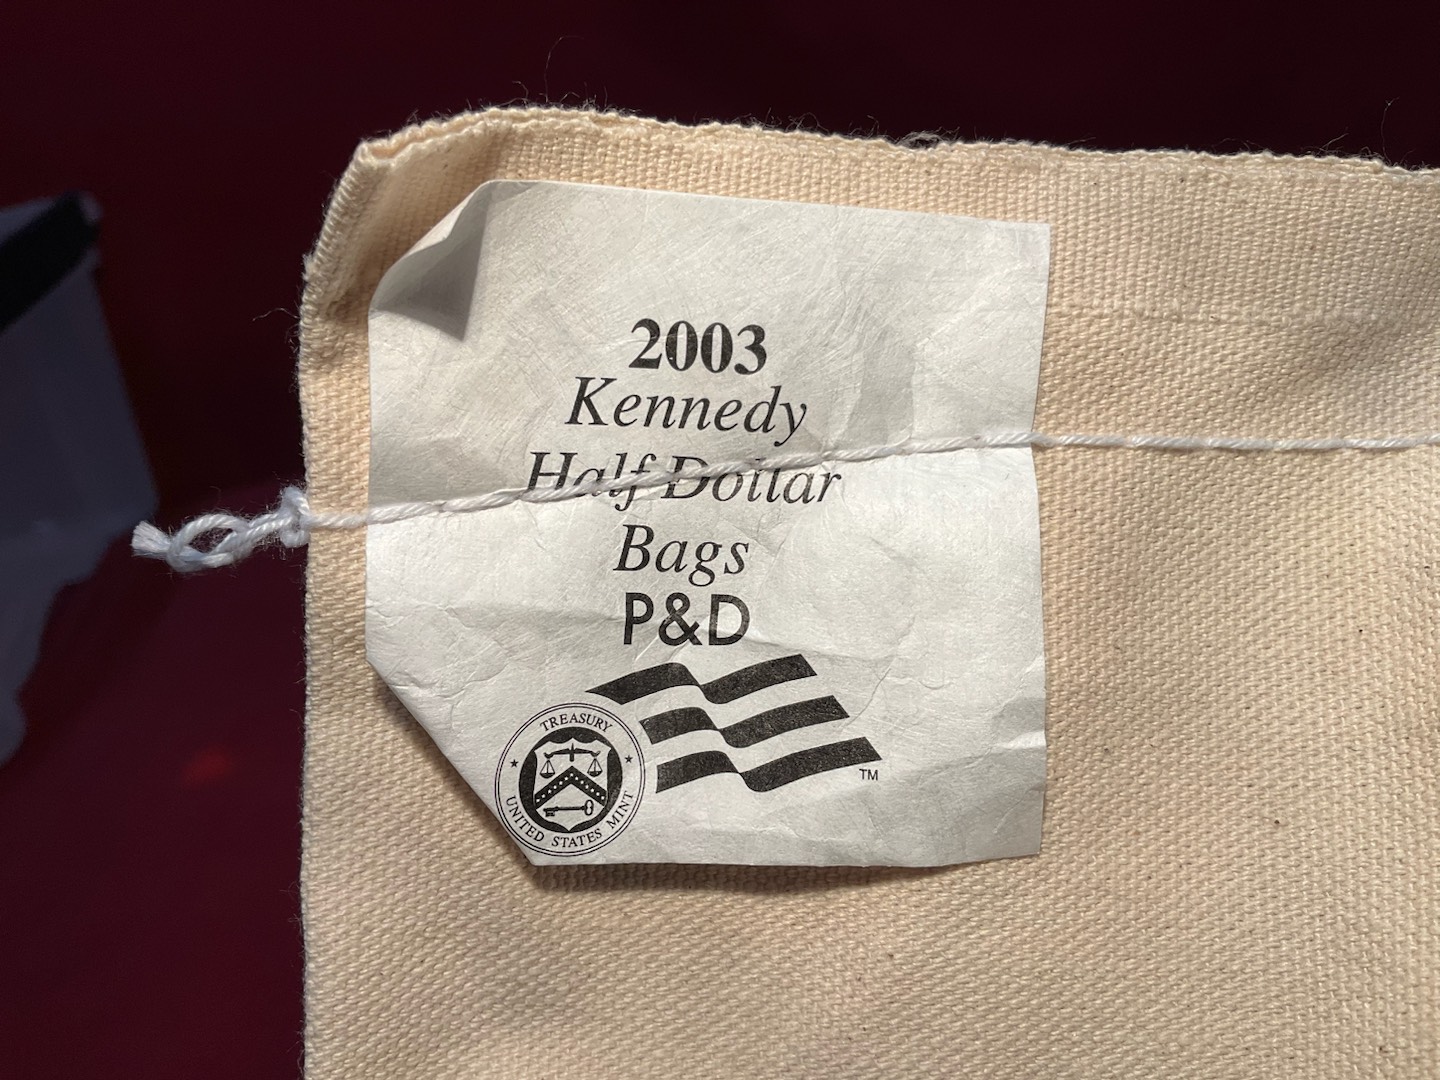 2003
Kennedy
Half Dollar
Bags
P&D
TM
TREASURY
UNITED STATES MINT